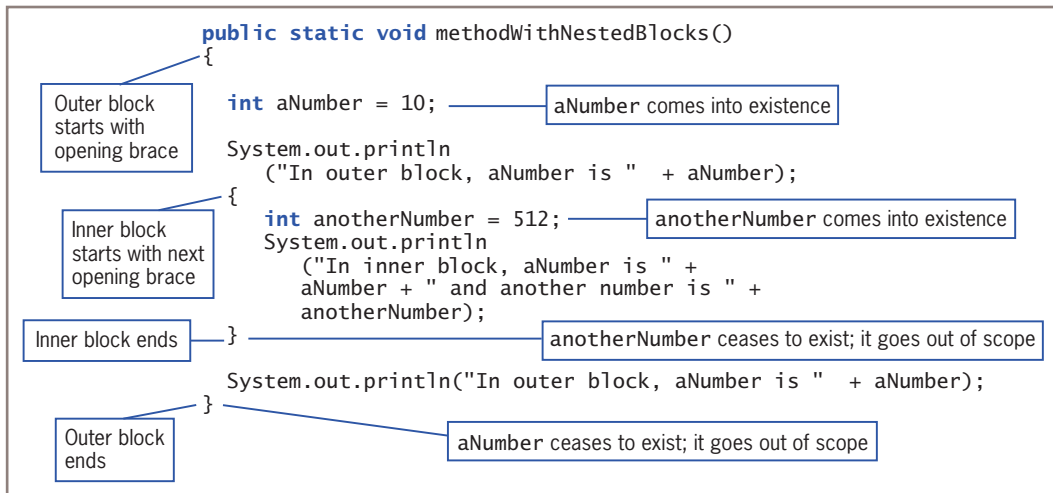 public static void methodWithNestedBlocks()
{
Outer block
starts with
opening brace
int aNumber = 10;
aNumber comes into existence
System.out.println
("In outer block, aNumber is "  + aNumber);
{
Inner block
starts with next
opening brace
int anotherNumber = 512;
anotherNumber comes into existence
System.out.println
("In inner block, aNumber is " +
aNumber + " and another number is " +
anotherNumber);
Inner block ends
}
anotherNumber ceases to exist; it goes out of scope
System.out.println("In outer block, aNumber is "  + aNumber);
}
Outer block
ends
aNumber ceases to exist; it goes out of scope